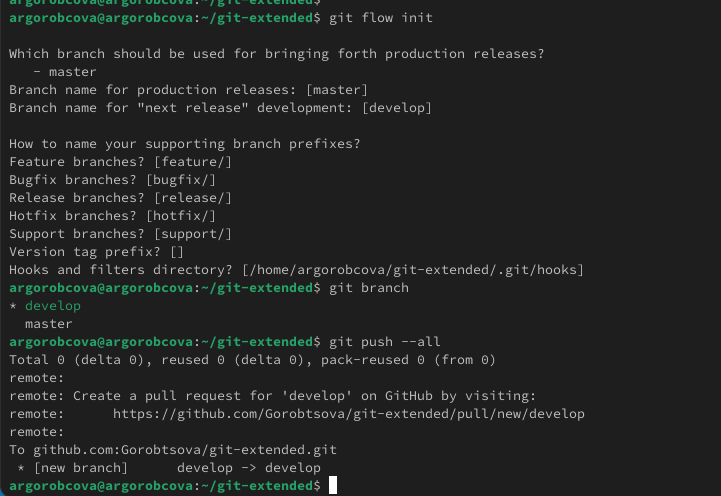 argorobcova@argorobcova:~/git-extended$
argorobcova@argorobcova:~/git-extended$ git flow init

Which branch should be used for bringing forth production releases?
   - master
Branch name for production releases: [master]
Branch name for "next release" development: [develop]

How to name your supporting branch prefixes?
Feature branches? [feature/]
Bugfix branches? [bugfix/]
Release branches? [release/]
Hotfix branches? [hotfix/]
Support branches? [support/]
Version tag prefix? []
Hooks and filters directory? [/home/argorobcova/git-extended/.git/hooks]
argorobcova@argorobcova:~/git-extended$ git branch
* develop
  master
argorobcova@argorobcova:~/git-extended$ git push --all
Total 0 (delta 0), reused 0 (delta 0), pack-reused 0 (from 0)
remote:
remote: Create a pull request for 'develop' on GitHub by visiting:
remote:      https://github.com/Gorobtsova/git-extended/pull/new/develop
remote:
To github.com:Gorobtsova/git-extended.git
 * [new branch]      develop -> develop
argorobcova@argorobcova:~/git-extended$